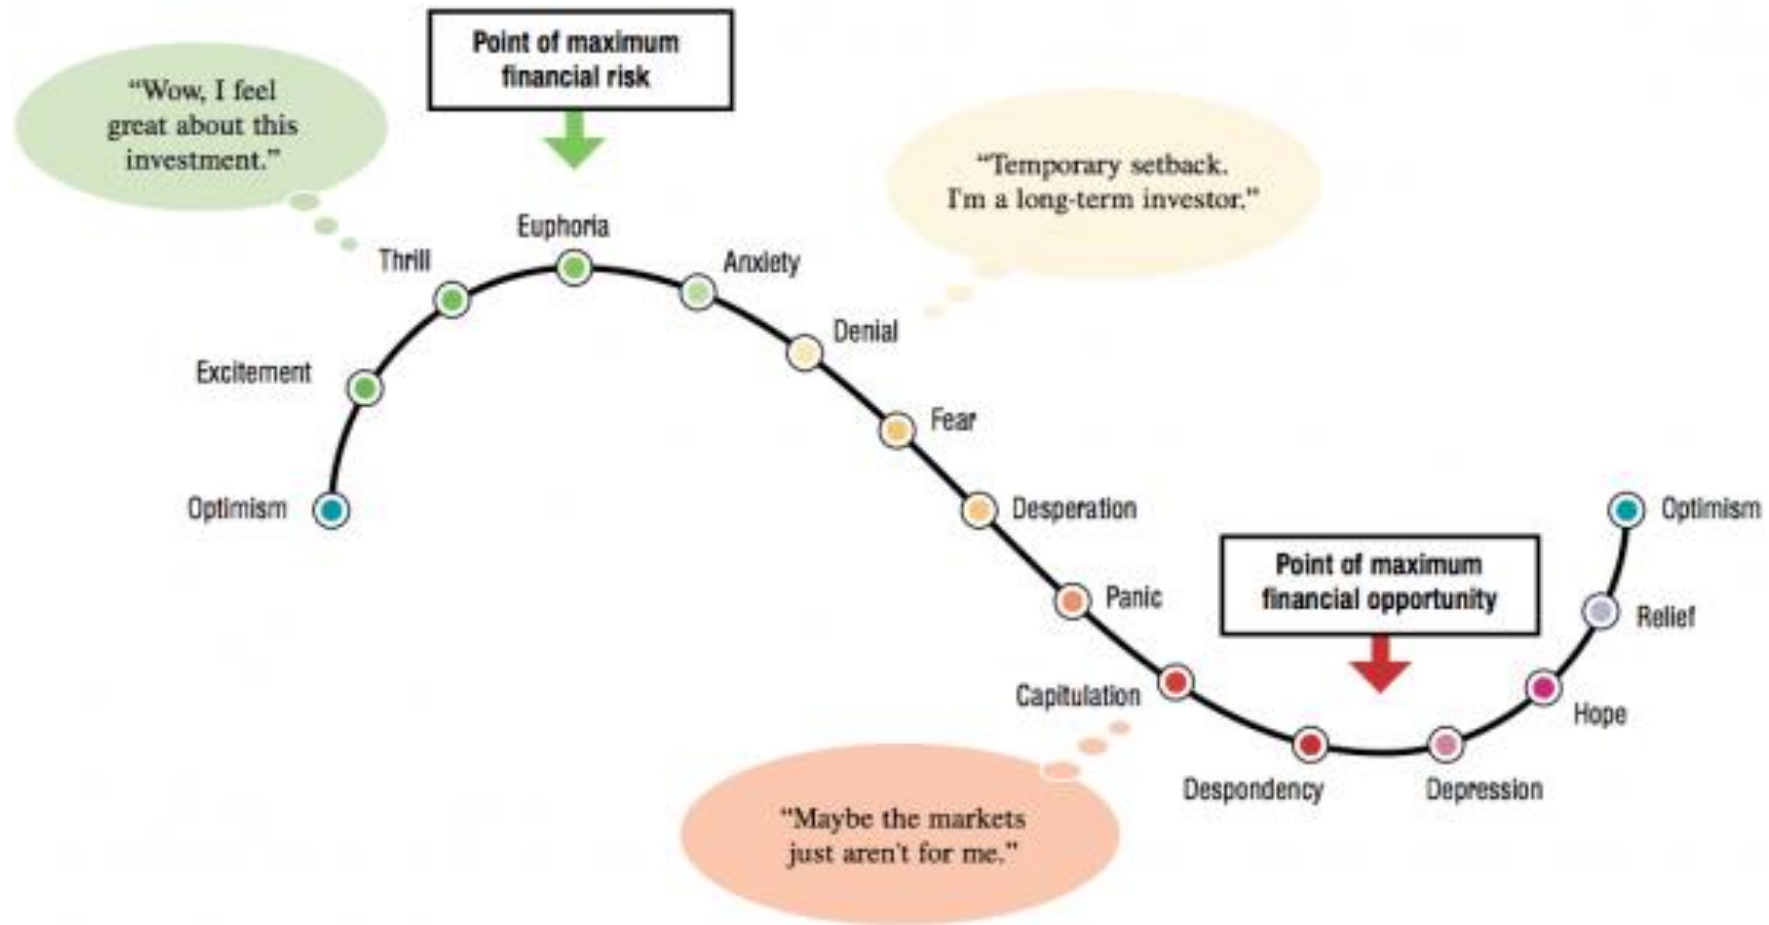 Point of maximum
financial risk
“Wow, I feel
great about this
investment.”
“Temporary setback.
I'm a long-term investor.”
Euphoria
Thrill
Anxiety
Denial
Excitement
Fear
Optimism
Desperation
Optimism
Point of maximum
financial opportunity
Panic
Relief
Capitulation
Hope
Despondency
Depression
“Maybe the markets
just aren't for me.”